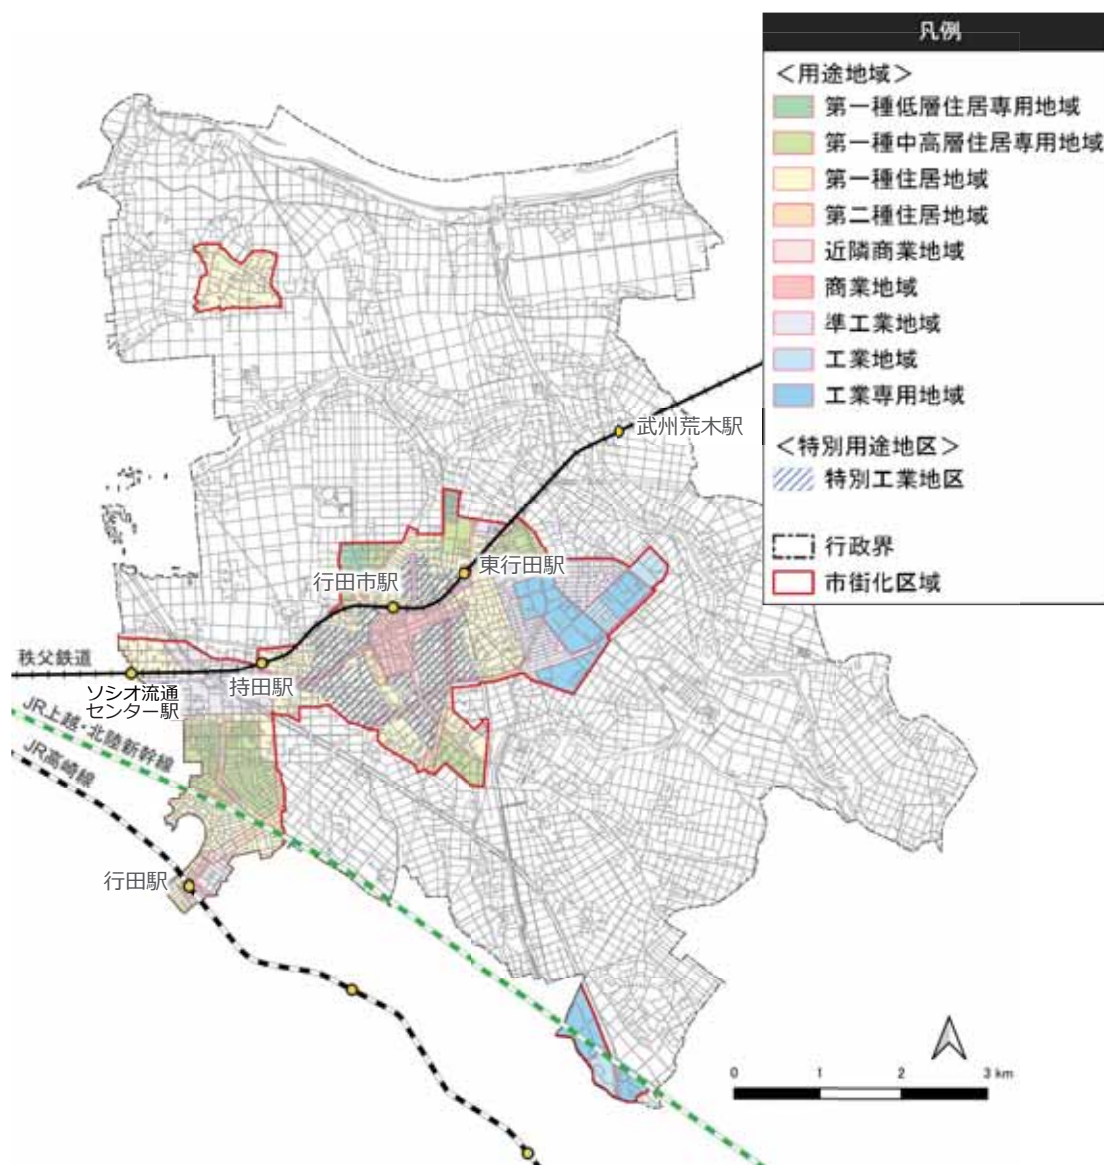 凡例
＜用途地域＞
第一種低層住居専用地域
第一種中高層住居専用地域
第一種住居地域
第二種住居地域
近隣商業地域
商業地域
準工業地域
工業地域
工業専用地域
＜特別用途地区＞
特別工業地区
行政界
市街化区域
武州荒木駅
東行田駅
行田市駅
秩父鉄道
持田駅
ソシオ流通
センター駅
JR上越・北陸新幹線
JR高崎線
行田駅
0 1 2 3 km